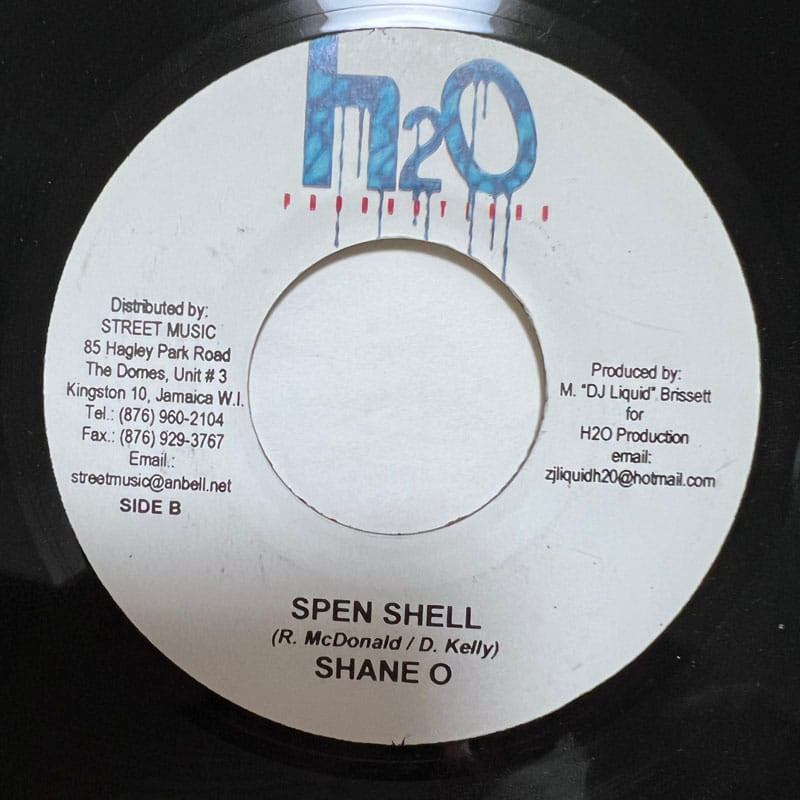 h2O
PRODUCTIONS
Distributed by:
STREET MUSIC
85 Hagley Park Road
The Domes, Unit # 3
Kingston 10, Jamaica W.I.
Tel.: (876) 960-2104
Fax.: (876) 929-3767
Email.:
streetmusic@anbell.net
SIDE B
Produced by:
M. "DJ Liquid" Brissett
for
H2O Production
email:
zjliquidh20@hotmail.com
SPEN SHELL
(R. McDonald / D. Kelly)
SHANE O